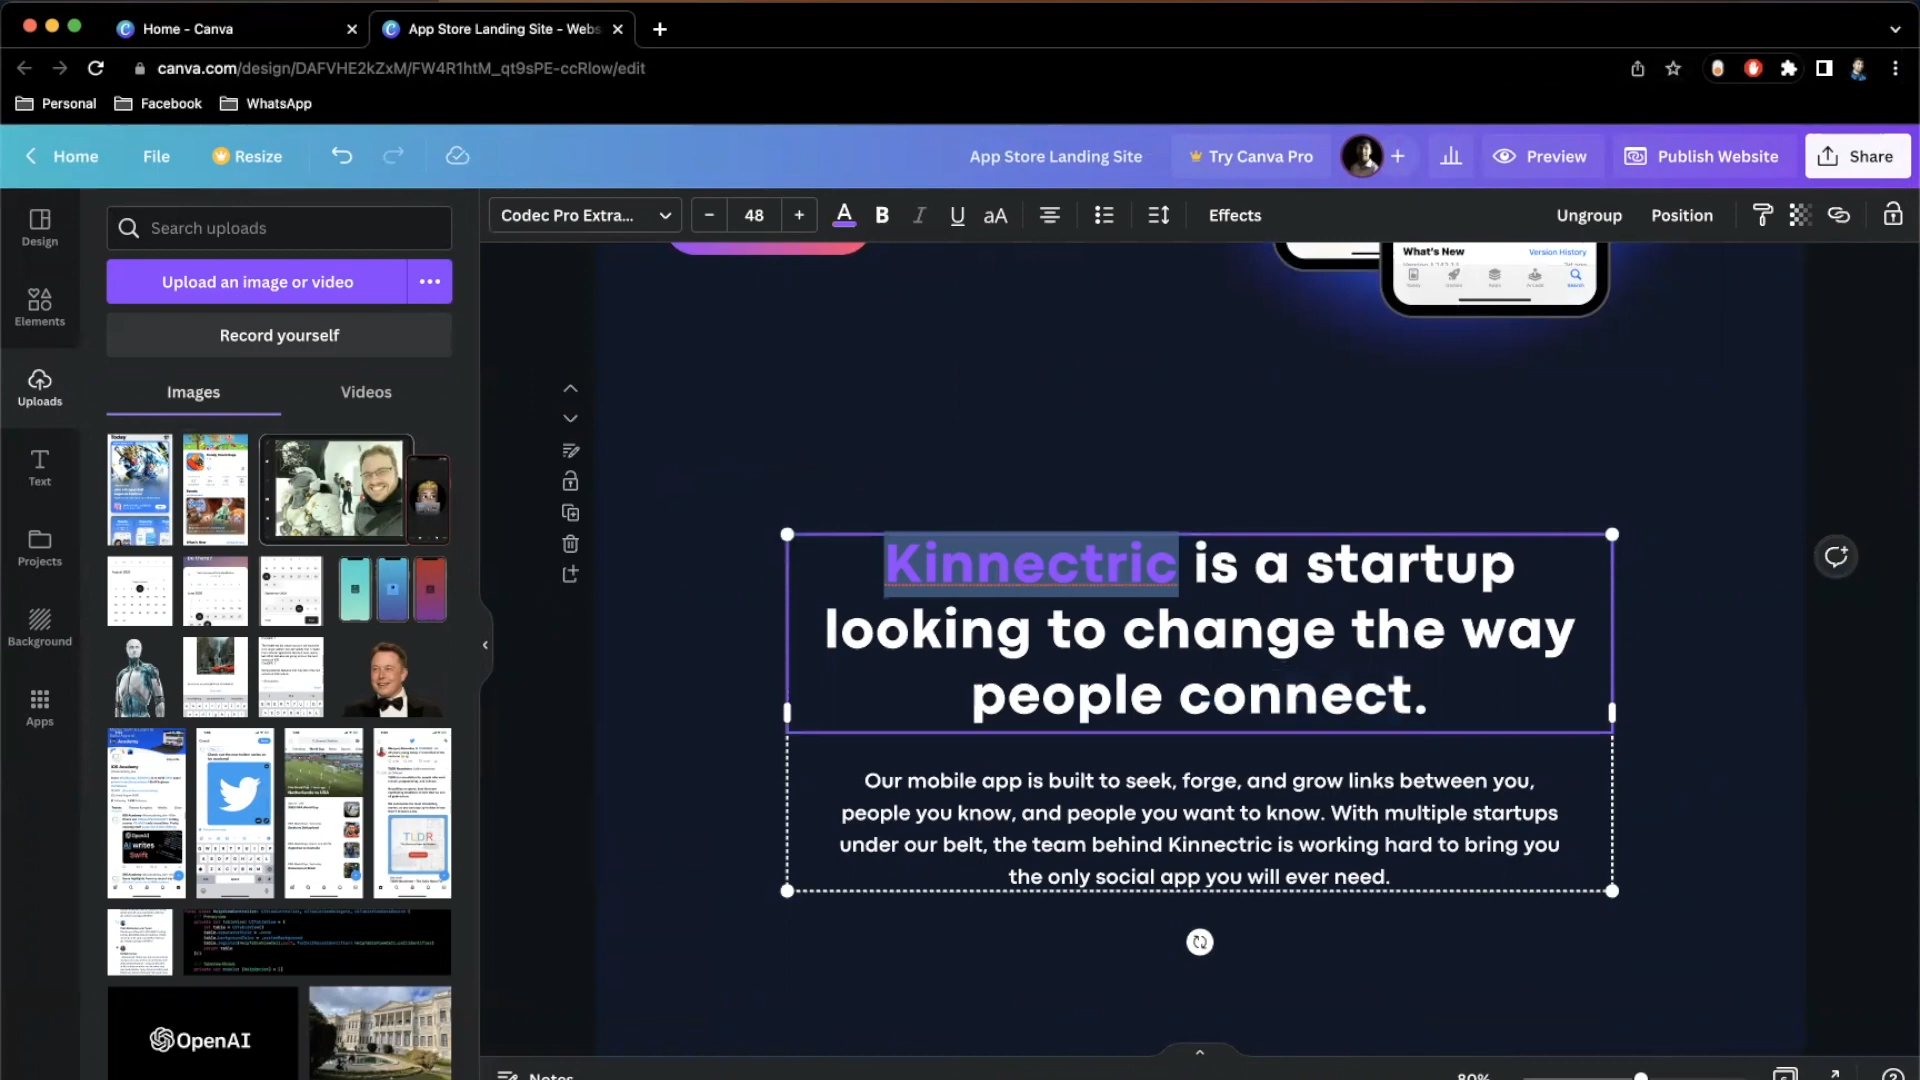 Home - Canva
App Store Landing Site - Webs
canva.com/design/DAFVHE2kZxM/FW4R1htM_qt9sPE-ccRlow/edit
Personal
Facebook
WhatsApp
Home
File
Resize
App Store Landing Site
Try Canva Pro
Preview
Publish Website
Share
Codec Pro Extra...
48
A
B
I
U
aA
Effects
Ungroup
Position
Design
Elements
Uploads
Text
Projects
Background
Apps
Search uploads
Upload an image or video
Record yourself
Images
Videos
Today
TLDR
AI writes
Swift
OpenAI
What's New
Version History
Kinnectric is a startup
looking to change the way
people connect.
Our mobile app is built to seek, forge, and grow links between you,
people you know, and people you want to know. With multiple startups
under our belt, the team behind Kinnectric is working hard to bring you
the only social app you will ever need.
Notes
80%